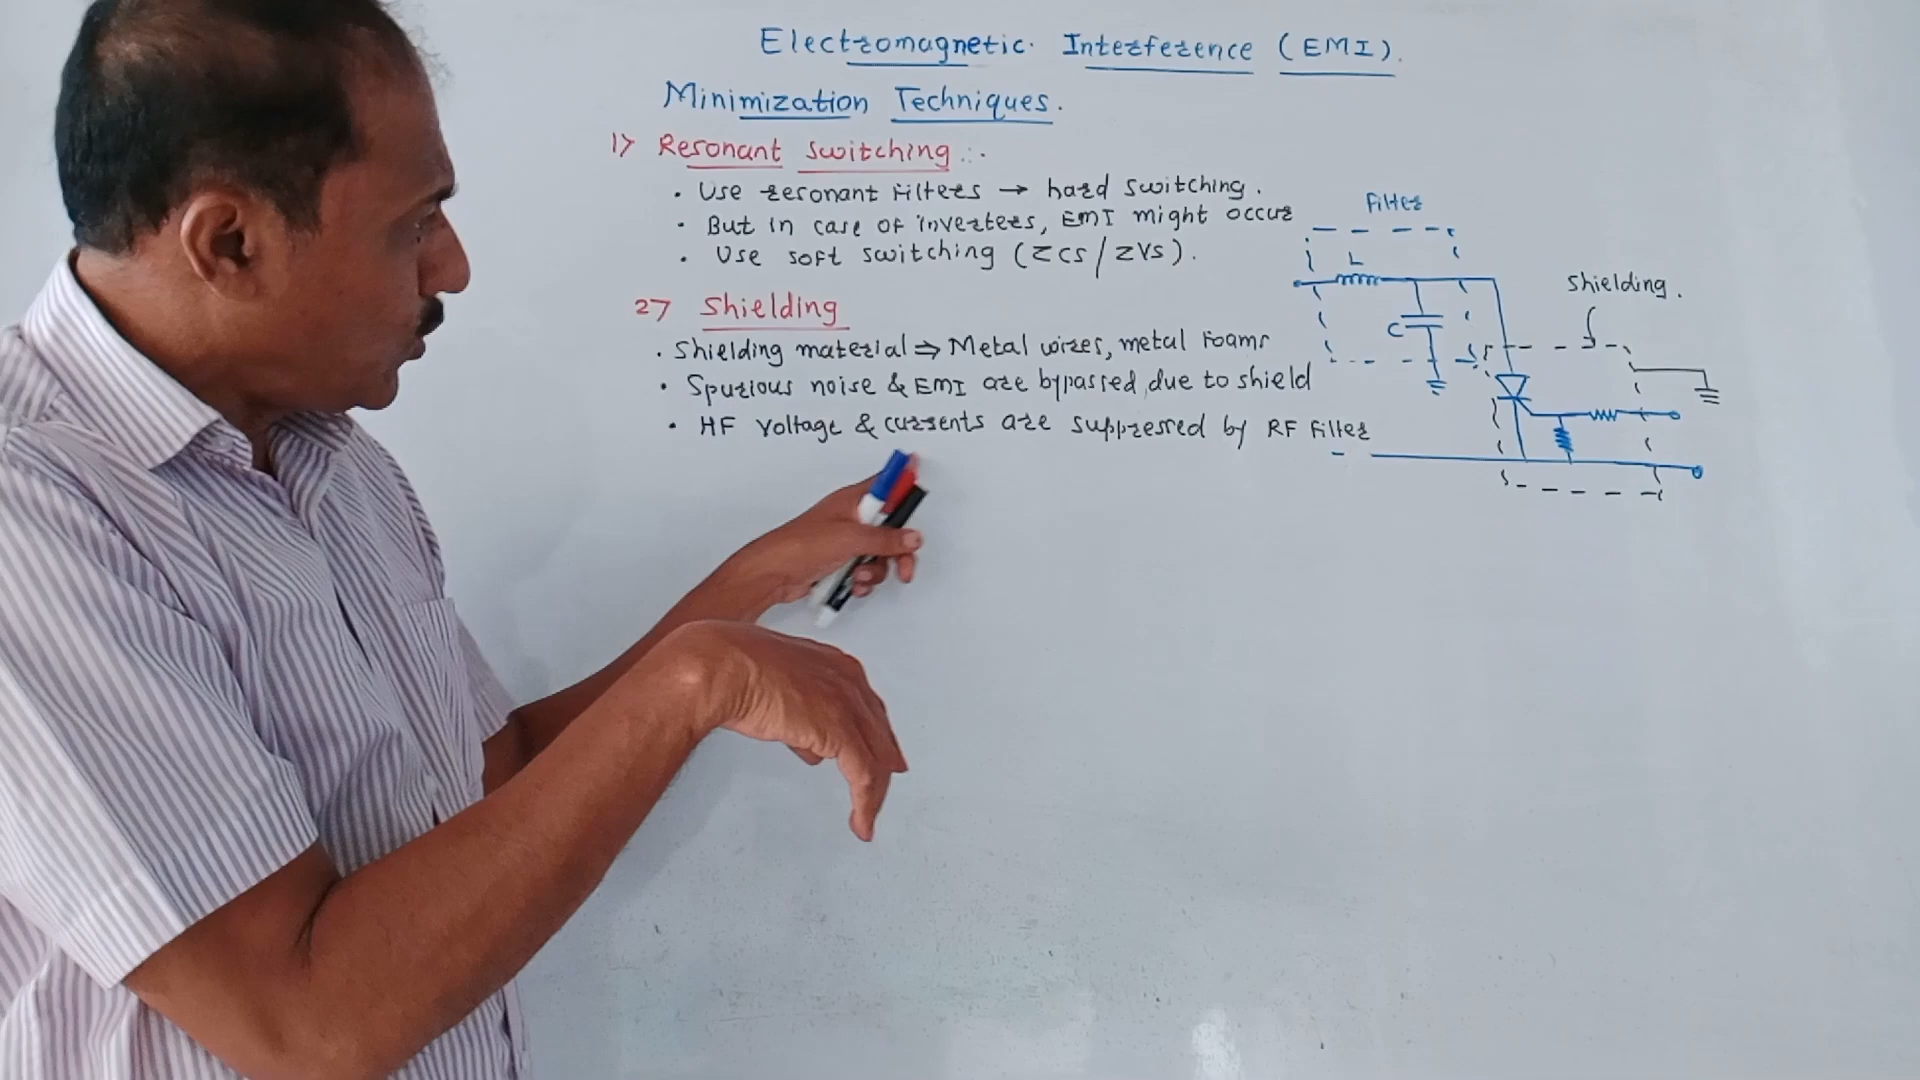 Electromagnetic Interference (EMI).
Minimization Techniques.
1) Resonant switching :-
• Use resonant filters → hard switching.
• But in case of inverters, EMI might occur
• Use soft switching (ZCS/ZVS).
2) Shielding
• Shielding material ⇒ Metal wires, metal foams
• Spurious noise & EMI are bypassed due to shield
• HF voltage & currents are suppressed by RF filter
Filter
L
C
Shielding.